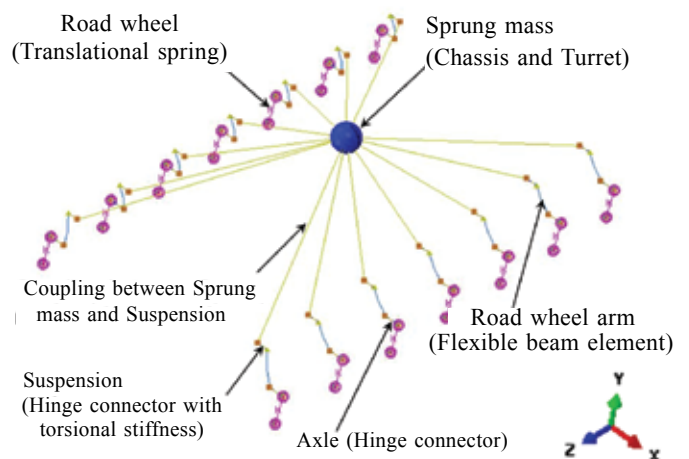 Road wheel
(Translational spring)
Sprung mass
(Chassis and Turret)
Coupling between Sprung
mass and Suspension
Road wheel arm
(Flexible beam element)
Suspension
(Hinge connector with
torsional stiffness)
Axle (Hinge connector)
Y
Z
X